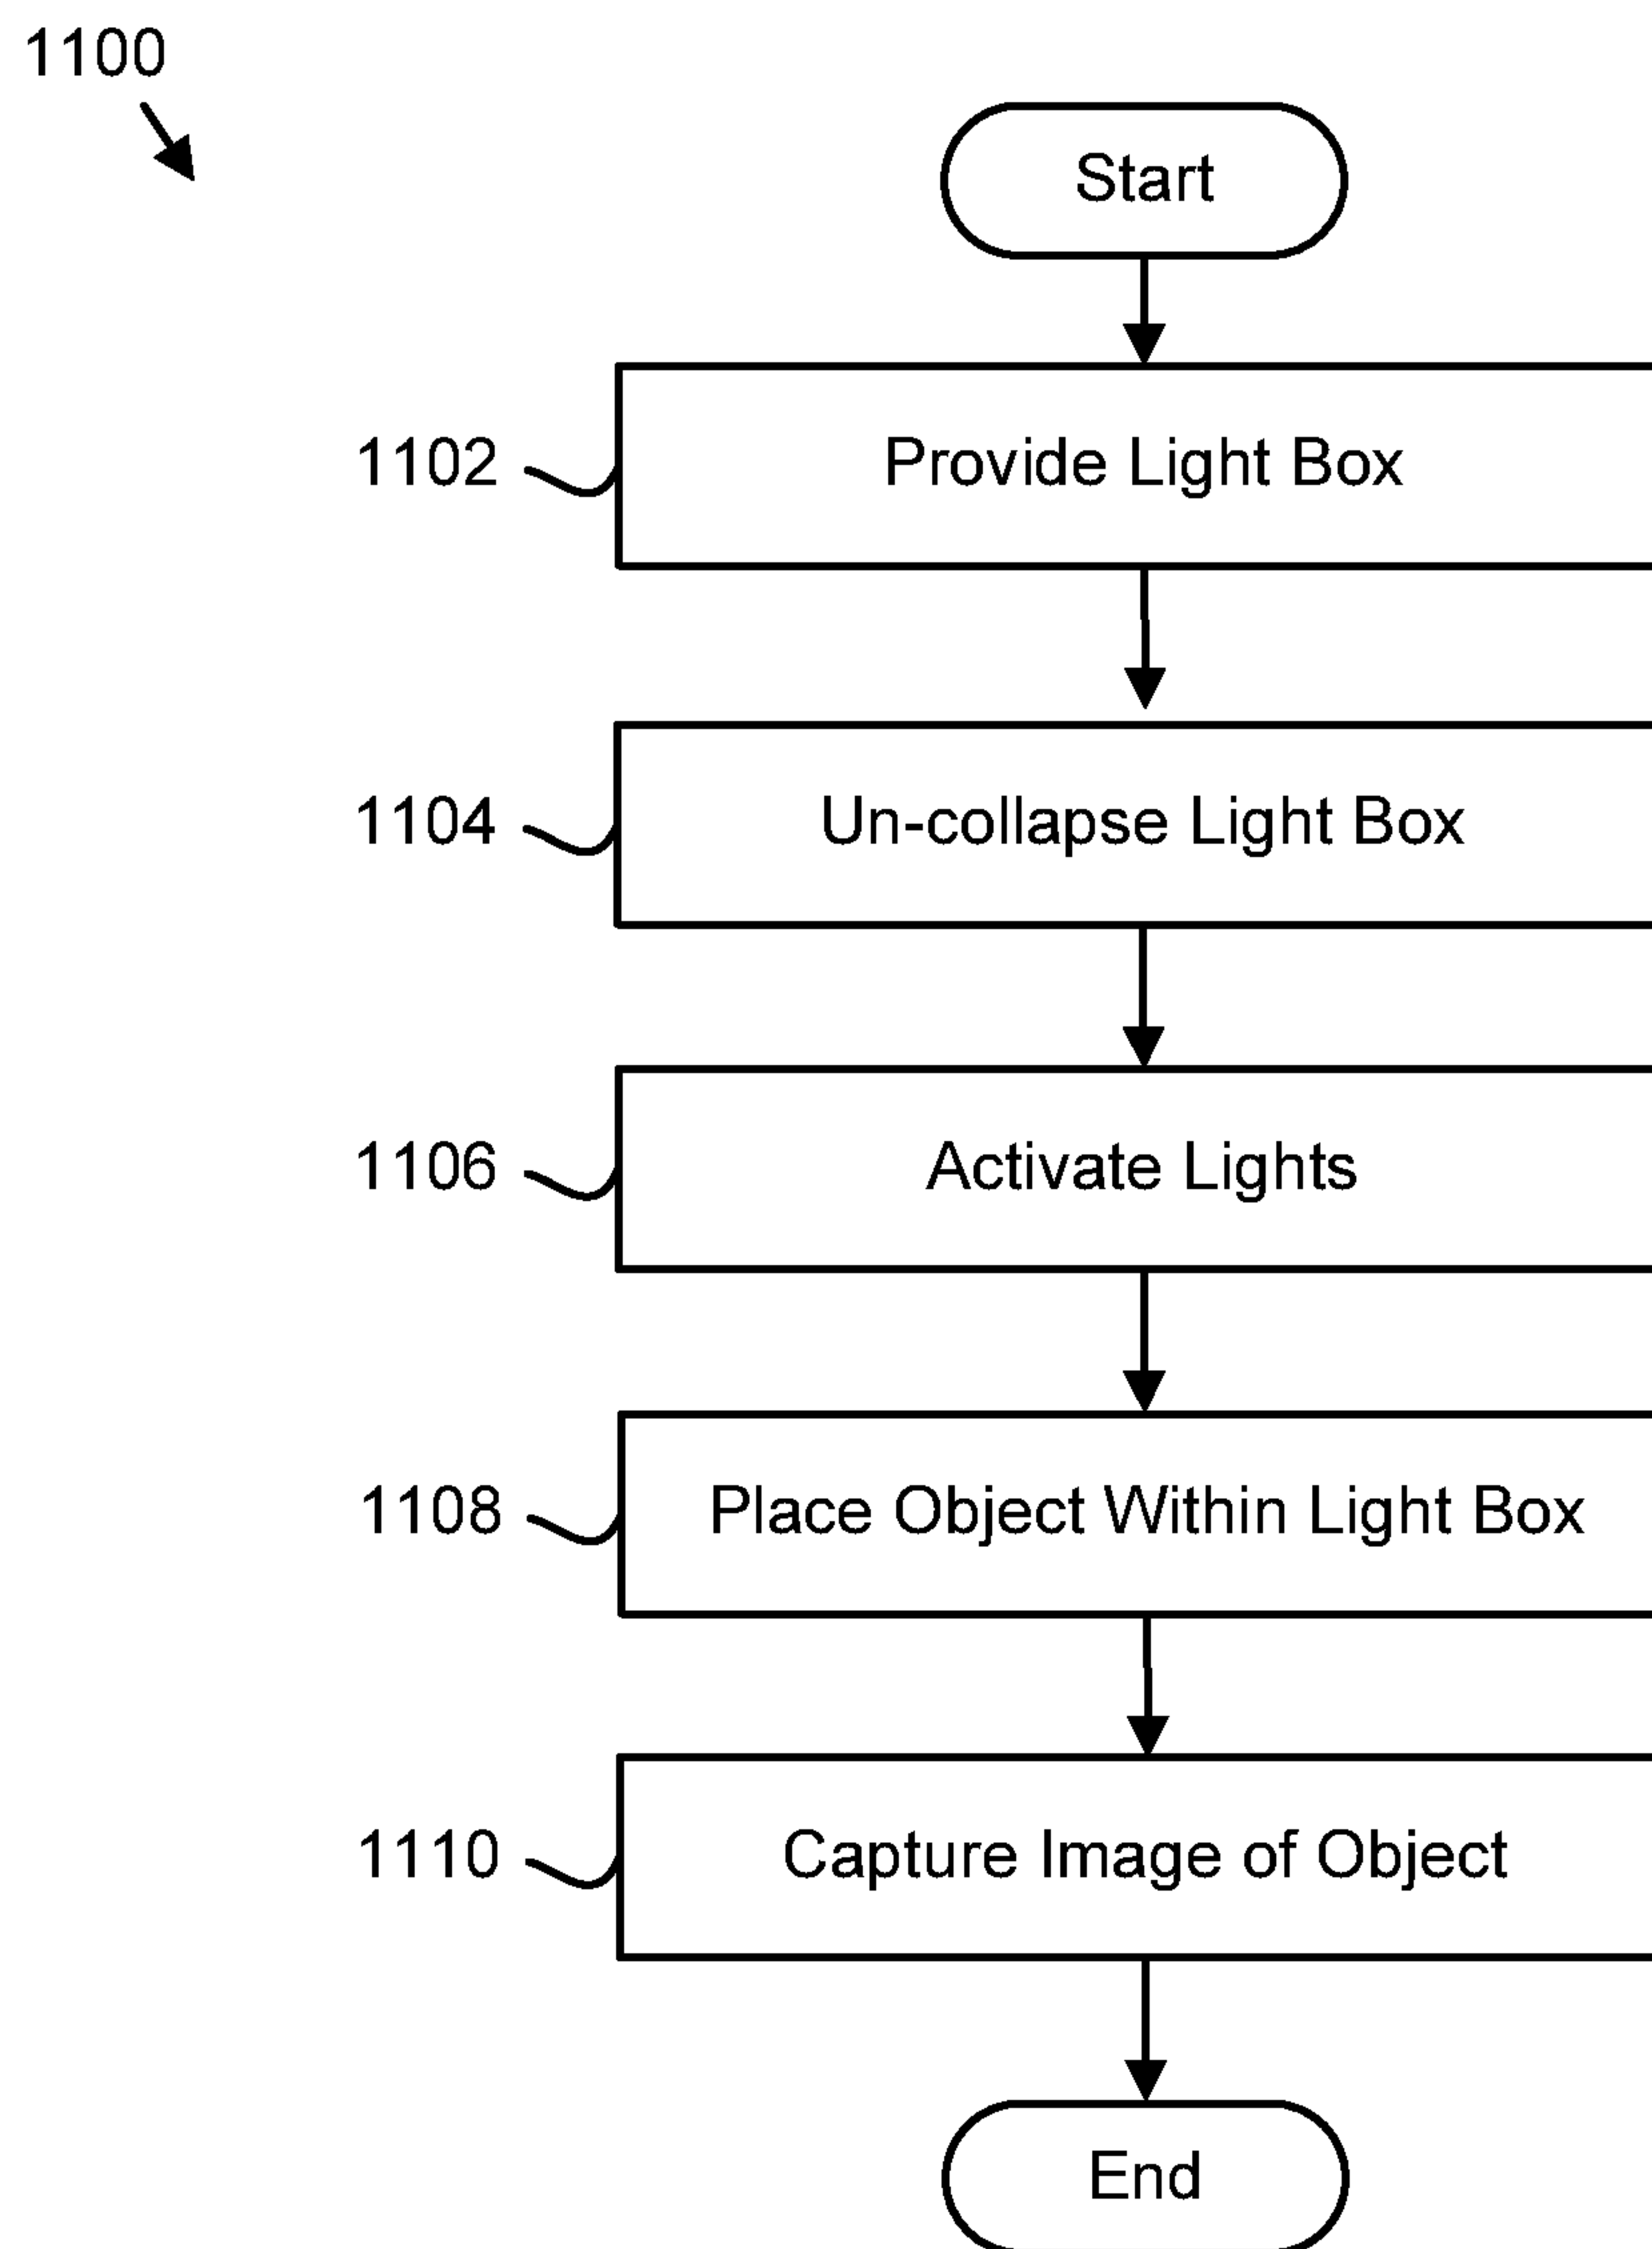 1100
Start
1102 Provide Light Box
1104 Un-collapse Light Box
1106 Activate Lights
1108 Place Object Within Light Box
1110 Capture Image of Object
End